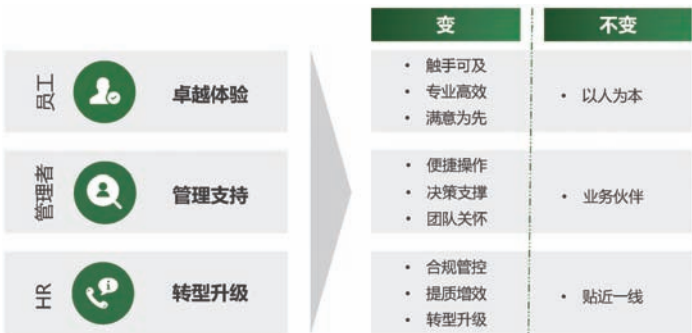 变
不变
员工
卓越体验
• 触手可及
• 专业高效
• 满意为先
• 以人为本
管理者
管理支持
• 便捷操作
• 决策支撑
• 团队关怀
• 业务伙伴
HR
转型升级
• 合规管控
• 提质增效
• 转型升级
• 贴近一线